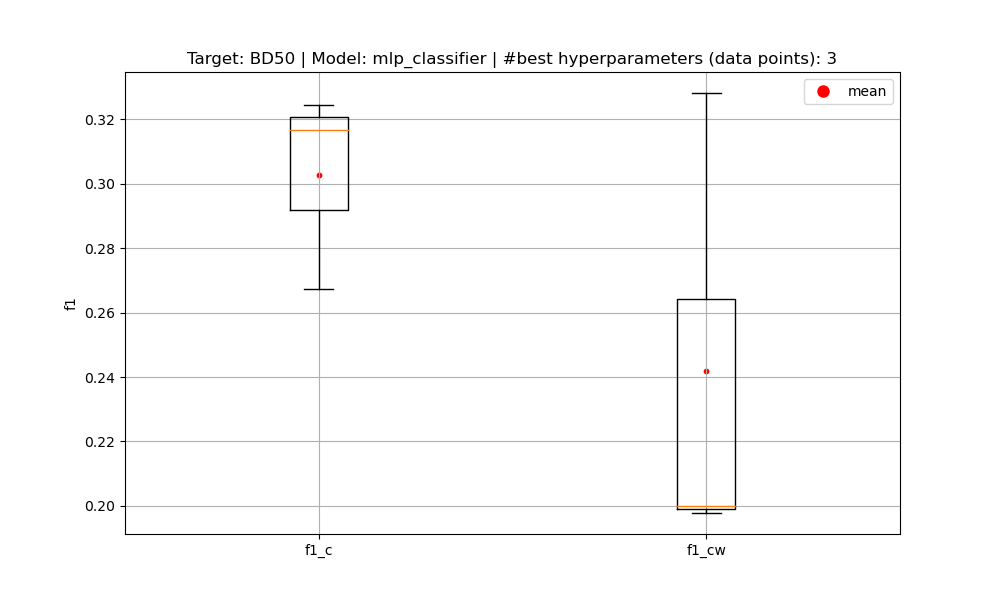 Target: BD50 | Model: mlp_classifier | #best hyperparameters (data points): 3
mean
0.32
0.30
0.28
0.26
0.24
0.22
0.20
f1
f1_c
f1_cw